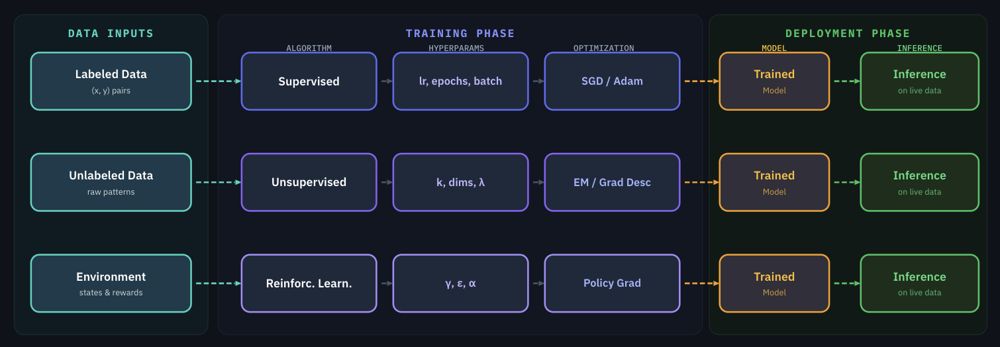 DATA INPUTS
TRAINING PHASE
DEPLOYMENT PHASE
ALGORITHM
HYPERPARAMS
OPTIMIZATION
MODEL
INFERENCE
Labeled Data
(x, y) pairs
Supervised
lr, epochs, batch
SGD / Adam
Trained
Model
Inference
on live data
Unlabeled Data
raw patterns
Unsupervised
k, dims, λ
EM / Grad Desc
Trained
Model
Inference
on live data
Environment
states & rewards
Reinforc. Learn.
γ, ε, α
Policy Grad
Trained
Model
Inference
on live data